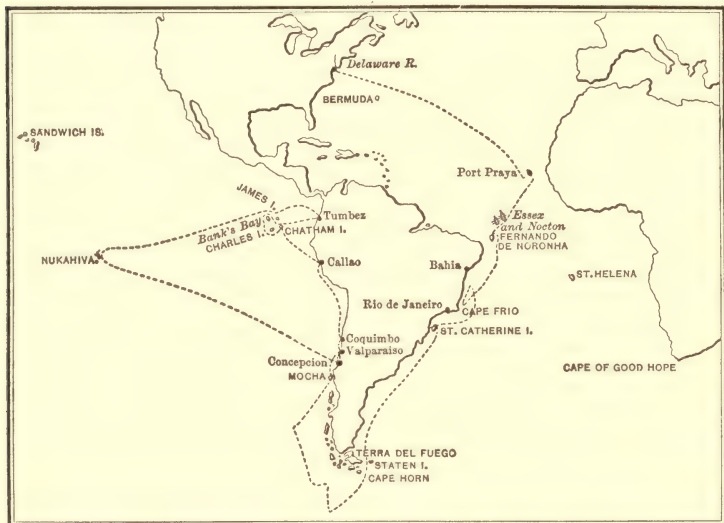 Delaware R.
BERMUDA
SANDWICH IS.
Port Praya
JAMES I.
Essex
and Nocton
FERNANDO
DE NORONHA
Tumbez
Bank's Bay
CHATHAM I.
CHARLES I.
NUKAHIVA
Callao
Bahia
ST. HELENA
Rio de Janeiro
CAPE FRIO
ST. CATHERINE I.
Coquimbo
Valparaiso
Concepcion
MOCHA
CAPE OF GOOD HOPE
TERRA DEL FUEGO
STATEN I.
CAPE HORN